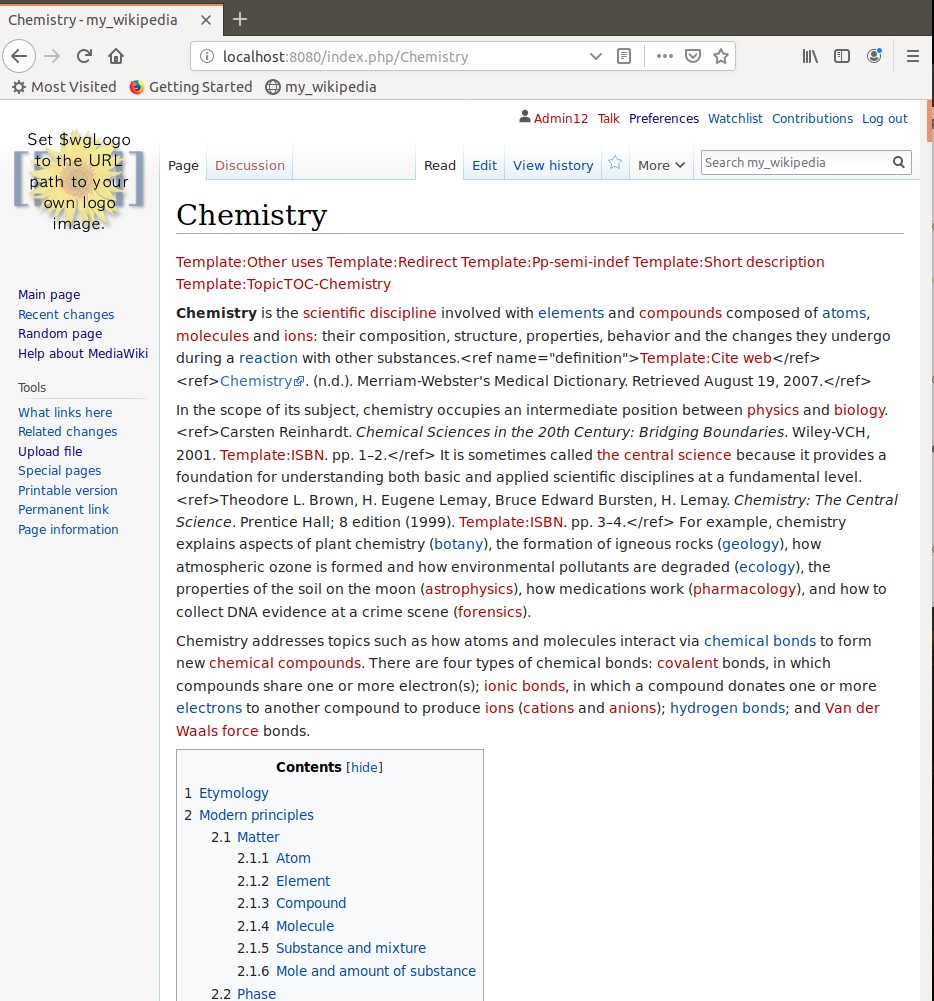 Chemistry - my_wikipedia
localhost:8080/index.php/Chemistry
Most Visited Getting Started my_wikipedia
Admin12 Talk Preferences Watchlist Contributions Log out
Set $wgLogo
to the URL
path to your
own logo
image.
Page Discussion Read Edit View history More Search my_wikipedia
Main page
Recent changes
Random page
Help about MediaWiki
Tools
What links here
Related changes
Upload file
Special pages
Printable version
Permanent link
Page information
Chemistry
Template:Other uses Template:Redirect Template:Pp-semi-indef Template:Short description
Template:TopicTOC-Chemistry
Chemistry is the scientific discipline involved with elements and compounds composed of atoms,
molecules and ions: their composition, structure, properties, behavior and the changes they undergo
during a reaction with other substances.<ref name="definition">Template:Cite web</ref>
<ref>Chemistry. (n.d.). Merriam-Webster's Medical Dictionary. Retrieved August 19, 2007.</ref>
In the scope of its subject, chemistry occupies an intermediate position between physics and biology.
<ref>Carsten Reinhardt. Chemical Sciences in the 20th Century: Bridging Boundaries. Wiley-VCH,
2001. Template:ISBN. pp. 1–2.</ref> It is sometimes called the central science because it provides a
foundation for understanding both basic and applied scientific disciplines at a fundamental level.
<ref>Theodore L. Brown, H. Eugene Lemay, Bruce Edward Bursten, H. Lemay. Chemistry: The Central
Science. Prentice Hall; 8 edition (1999). Template:ISBN. pp. 3–4.</ref> For example, chemistry
explains aspects of plant chemistry (botany), the formation of igneous rocks (geology), how
atmospheric ozone is formed and how environmental pollutants are degraded (ecology), the
properties of the soil on the moon (astrophysics), how medications work (pharmacology), and how to
collect DNA evidence at a crime scene (forensics).
Chemistry addresses topics such as how atoms and molecules interact via chemical bonds to form
new chemical compounds. There are four types of chemical bonds: covalent bonds, in which
compounds share one or more electron(s); ionic bonds, in which a compound donates one or more
electrons to another compound to produce ions (cations and anions); hydrogen bonds; and Van der
Waals force bonds.
Contents [hide]
1 Etymology
2 Modern principles
2.1 Matter
2.1.1 Atom
2.1.2 Element
2.1.3 Compound
2.1.4 Molecule
2.1.5 Substance and mixture
2.1.6 Mole and amount of substance
2.2 Phase